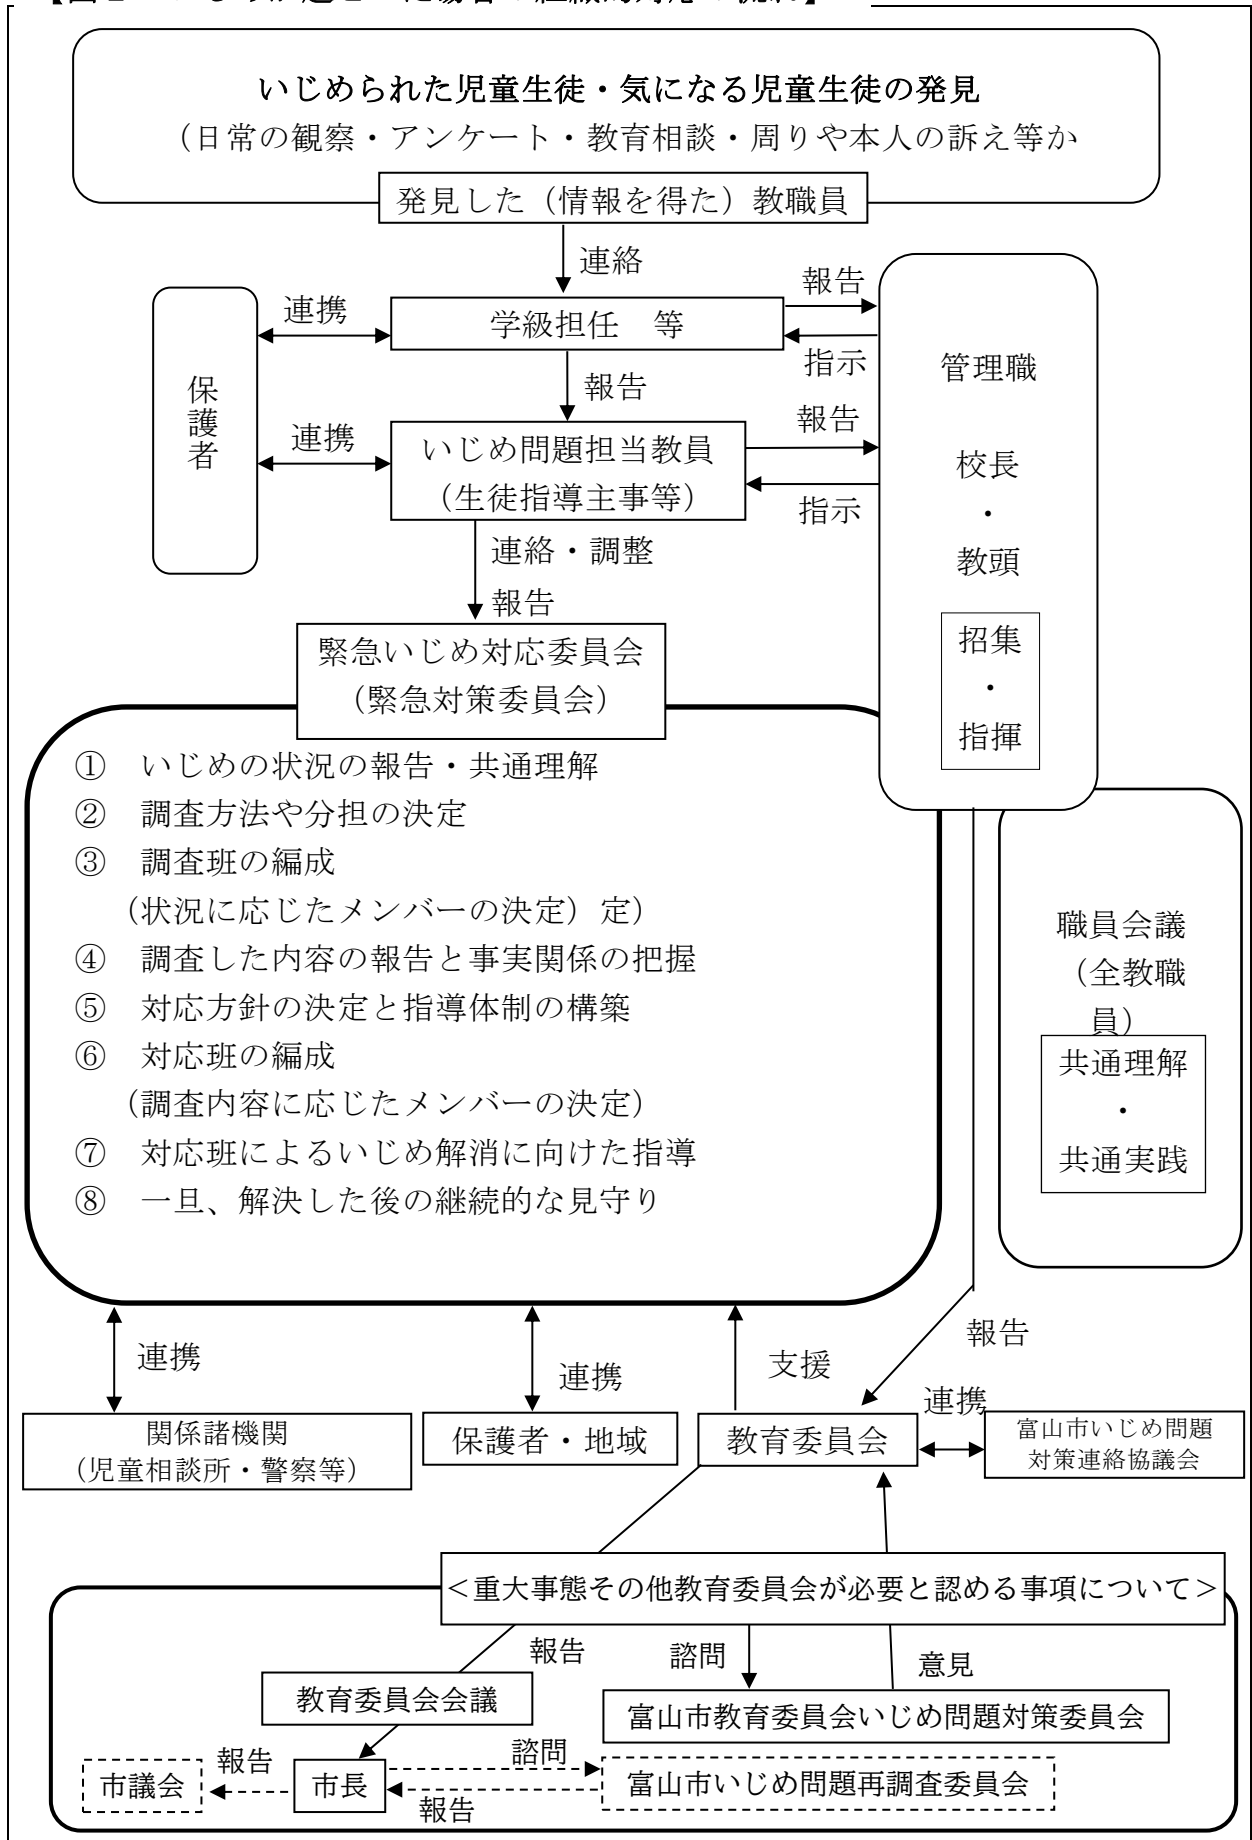 いじめられた児童生徒・気になる児童生徒の発見
（日常の観察・アンケート・教育相談・周りや本人の訴え等か
発見した（情報を得た）教職員
連絡
報告
連携
学級担任　等
指示
保護者
管理職
校長
・
教頭
招集
・
指揮
報告
報告
連携
いじめ問題担当教員
（生徒指導主事等）
指示
連絡・調整
報告
緊急いじめ対応委員会
（緊急対策委員会）
①　いじめの状況の報告・共通理解
②　調査方法や分担の決定
③　調査班の編成
（状況に応じたメンバーの決定）定）
④　調査した内容の報告と事実関係の把握
⑤　対応方針の決定と指導体制の構築
⑥　対応班の編成
（調査内容に応じたメンバーの決定）
⑦　対応班によるいじめ解消に向けた指導
⑧　一旦、解決した後の継続的な見守り
職員会議
（全教職
員）
共通理解
・
共通実践
連携
連携
支援
報告
連携
関係諸機関
（児童相談所・警察等）
保護者・地域
教育委員会
富山市いじめ問題
対策連絡協議会
＜重大事態その他教育委員会が必要と認める事項について＞
報告
諮問
意見
教育委員会会議
富山市教育委員会いじめ問題対策委員会
報告
諮問
市議会
市長
富山市いじめ問題再調査委員会
報告